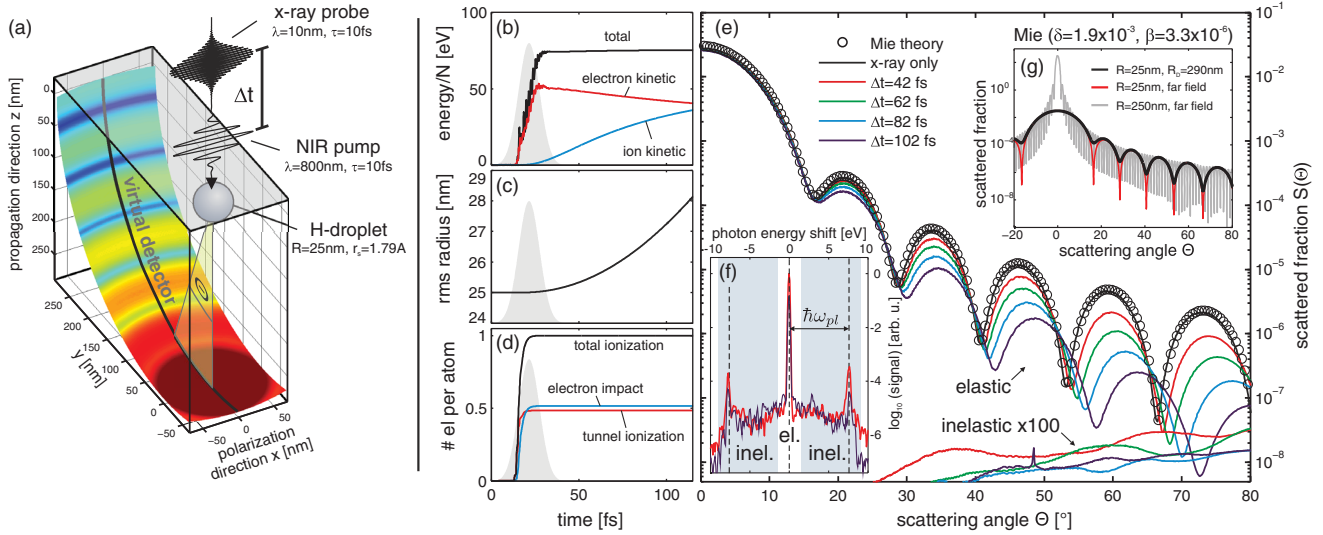 (a)
x-ray probe
λ=10nm, τ=10fs
Δt
NIR pump
λ=800nm, τ=10fs
H-droplet
R=25nm, rs=1.79A
virtual detector
propagation direction z [nm]
0
50
100
150
200
250
y [nm]
250
200
150
100
50
0
−50
polarization
direction x [nm]
−50
0
50
(b)
energy/N [eV]
100
50
0
total
electron kinetic
ion kinetic
(c)
rms radius [nm]
29
28
27
26
25
24
(d)
# el per atom
1
0.5
0
total ionization
electron impact
tunnel ionization
0
50
100
time [fs]
(e)
Mie theory
x-ray only
Δt=42 fs
Δt=62 fs
Δt=82 fs
Δt=102 fs
elastic
inelastic x100
0
10
20
30
40
50
60
70
80
scattering angle Θ [°]
10⁻¹
10⁻²
10⁻³
10⁻⁴
10⁻⁵
10⁻⁶
10⁻⁷
10⁻⁸
scattered fraction S(Θ)
photon energy shift [eV]
−10
0
10
(f)
ħωpl
inel.
el.
inel.
0
−2
−4
−6
log₁₀ (signal) [arb. u.]
Mie (δ=1.9x10⁻³, β=3.3x10⁻⁶)
(g)
R=25nm, RD=290nm
R=25nm, far field
R=250nm, far field
scattered fraction
10⁻⁸
−20
0
20
40
60
80
scattering angle Θ